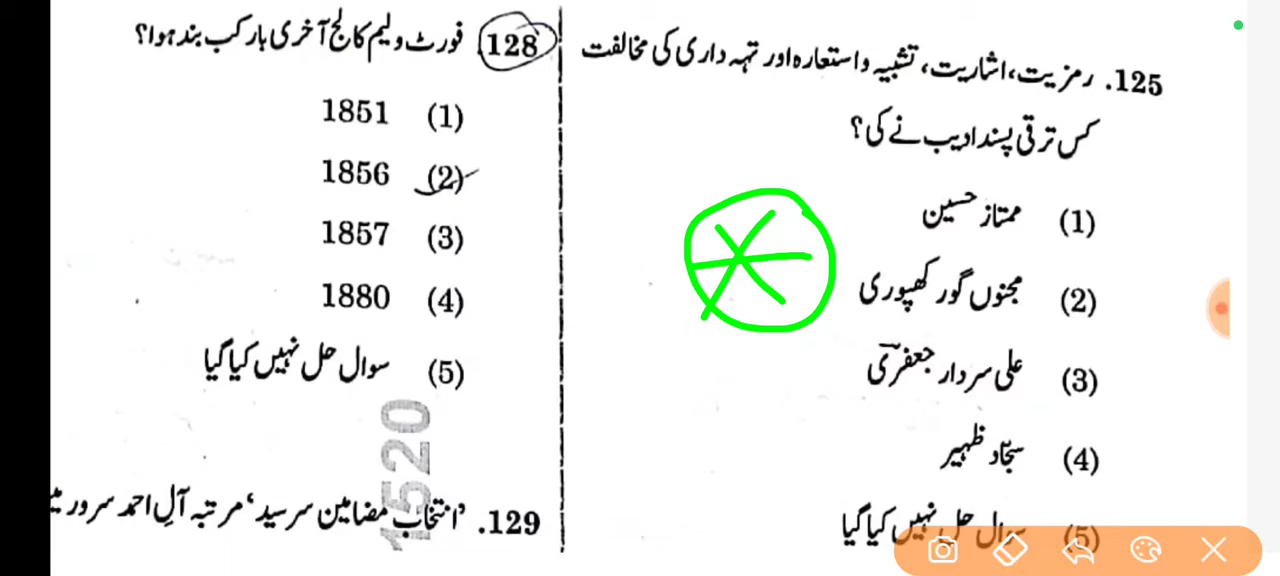 125. رمزیت، اشاریت، تشبیہ و استعارہ اور تہہ داری کی مخالفت
کس ترقی پسند ادیب نے کی؟
(1) ممتاز حسین
(2) مجنوں گورکھپوری
(3) علی سردار جعفری
(4) سجّاد ظہیر
(5) سوال حل نہیں کیا گیا
128. فورٹ ولیم کالج آخری بار کب بند ہوا؟
(1) 1851
(2) 1856
(3) 1857
(4) 1880
(5) سوال حل نہیں کیا گیا
1520
129. ’انتخاب مضامین سرسید‘ مرتبہ آلِ احمد سرور